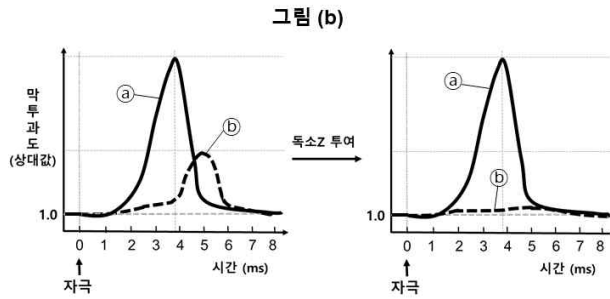 그림 (b)
막
투
과
도
(상대값)
ⓐ
ⓑ
1.0
0 1 2 3 4 5 6 7 8
시간 (ms)
자극
독소Z 투여
ⓐ
ⓑ
1.0
0 1 2 3 4 5 6 7 8
시간 (ms)
자극